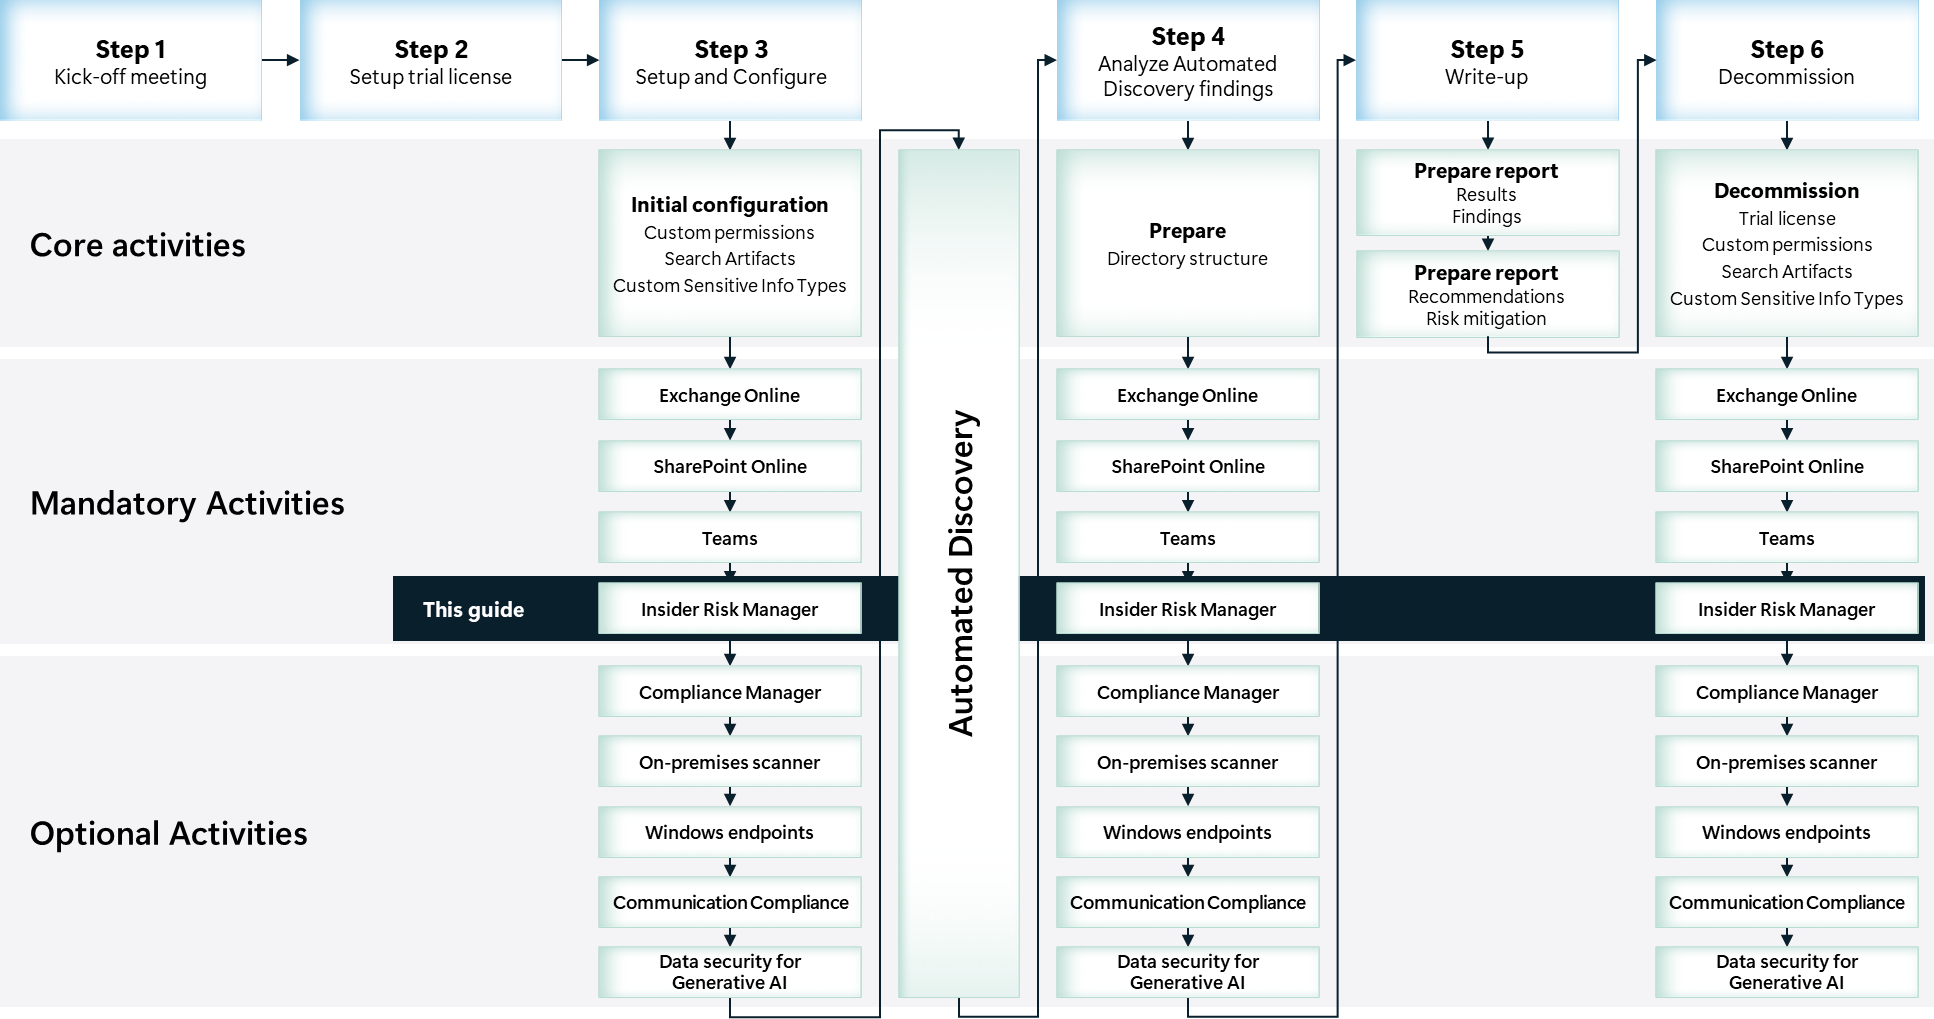 Step 1
Kick-off meeting
Step 2
Setup trial license
Step 3
Setup and Configure
Step 4
Analyze Automated
Discovery findings
Step 5
Write-up
Step 6
Decommission
Core activities
Initial configuration
Custom permissions
Search Artifacts
Custom Sensitive Info Types
Prepare
Directory structure
Prepare report
Results
Findings
Prepare report
Recommendations
Risk mitigation
Decommission
Trial license
Custom permissions
Search Artifacts
Custom Sensitive Info Types
Automated Discovery
Mandatory Activities
Exchange Online
Exchange Online
Exchange Online
SharePoint Online
SharePoint Online
SharePoint Online
Teams
Teams
Teams
This guide
Insider Risk Manager
Insider Risk Manager
Insider Risk Manager
Optional Activities
Compliance Manager
Compliance Manager
Compliance Manager
On-premises scanner
On-premises scanner
On-premises scanner
Windows endpoints
Windows endpoints
Windows endpoints
Communication Compliance
Communication Compliance
Communication Compliance
Data security for
Generative AI
Data security for
Generative AI
Data security for
Generative AI